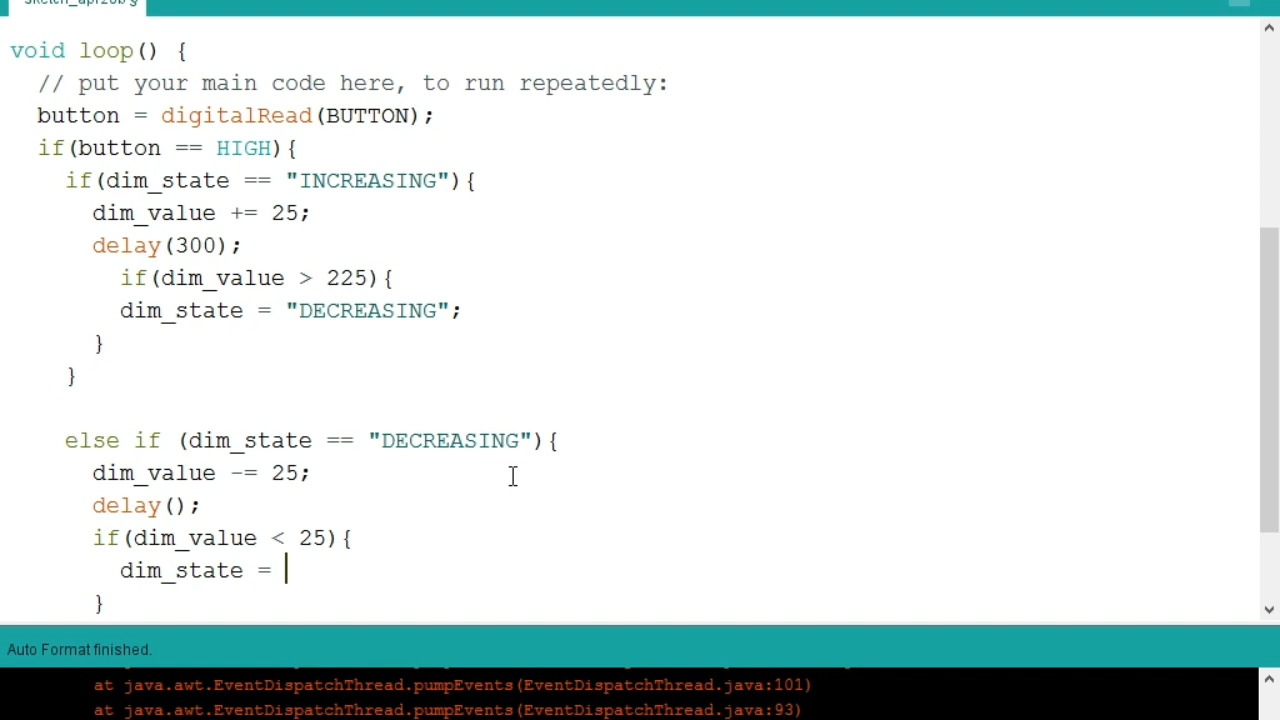 void loop() {
// put your main code here, to run repeatedly:
button = digitalRead(BUTTON);
if(button == HIGH){
if(dim_state == "INCREASING"){
dim_value += 25;
delay(300);
if(dim_value > 225){
dim_state = "DECREASING";
}
}
else if (dim_state == "DECREASING"){
dim_value -= 25;
delay();
if(dim_value < 25){
dim_state =
}
Auto Format finished.
at java.awt.EventDispatchThread.pumpEvents(EventDispatchThread.java:101)
at java.awt.EventDispatchThread.pumpEvents(EventDispatchThread.java:93)